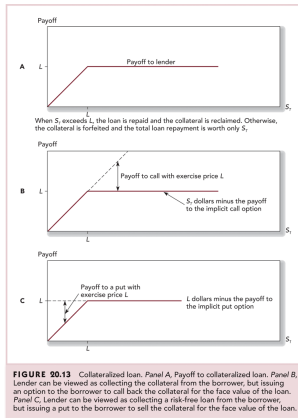 Payoff
A
L
Payoff to lender
L
S_T
When S_T exceeds L, the loan is repaid and the collateral is reclaimed. Otherwise,
the collateral is forfeited and the total loan repayment is worth only S_T
Payoff
B
L
Payoff to call with exercise price L
S_T dollars minus the payoff
to the implicit call option
L
S_T
Payoff
C
L
Payoff to a put with
exercise price L
L dollars minus the payoff to
the implicit put option
L
S_T
FIGURE 20.13 Collateralized loan. Panel A, Payoff to collateralized loan. Panel B,
Lender can be viewed as collecting the collateral from the borrower, but issuing
an option to the borrower to call back the collateral for the face value of the loan.
Panel C, Lender can be viewed as collecting a risk-free loan from the borrower,
but issuing a put to the borrower to sell the collateral for the face value of the loan.